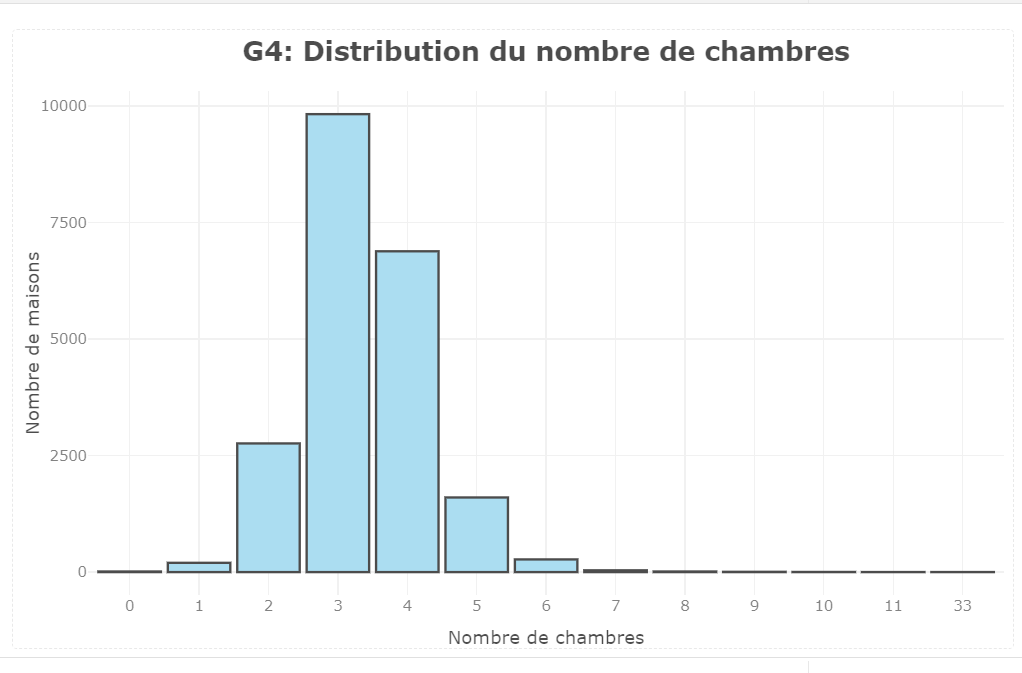 G4: Distribution du nombre de chambres
10000
7500
5000
2500
0
Nombre de maisons
0 1 2 3 4 5 6 7 8 9 10 11 33
Nombre de chambres